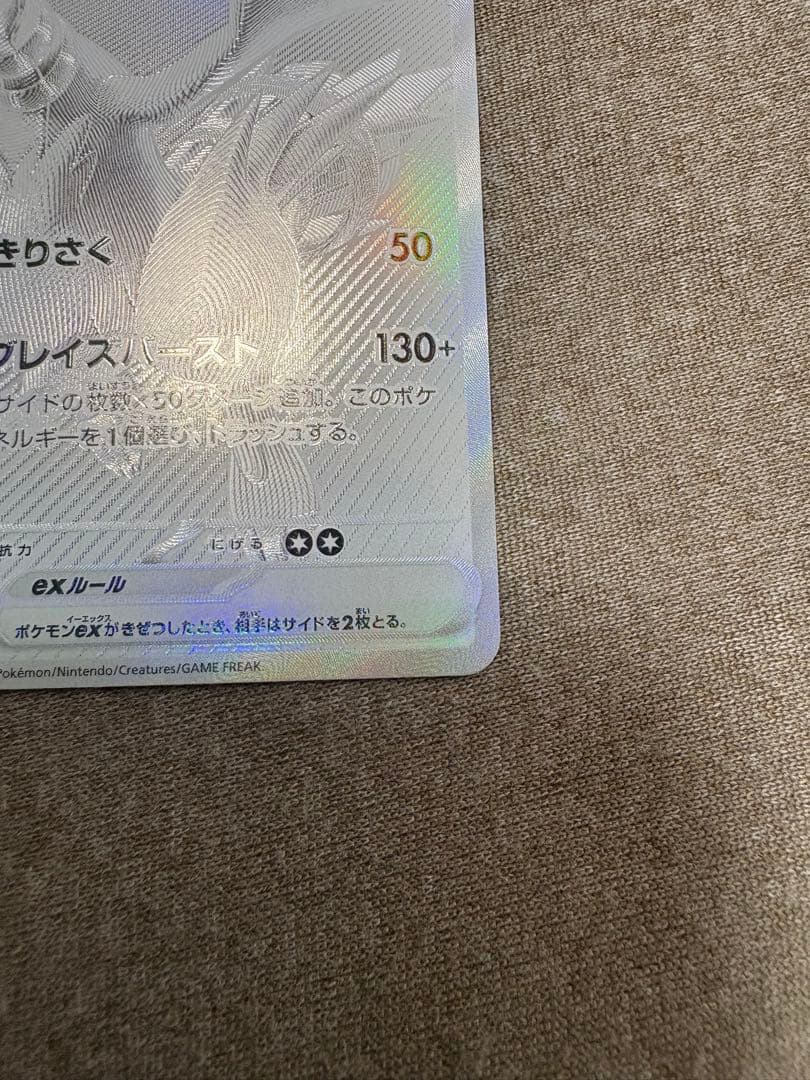 きりさく 50
ブレイズバースト 130+
サイドの枚数×50ダメージ追加。このポケ
ネルギーを1個選び、トラッシュする。
抗力 にげる
exルール
ポケモンexがきぜつしたとき、相手はサイドを2枚とる。
Pokémon/Nintendo/Creatures/GAME FREAK